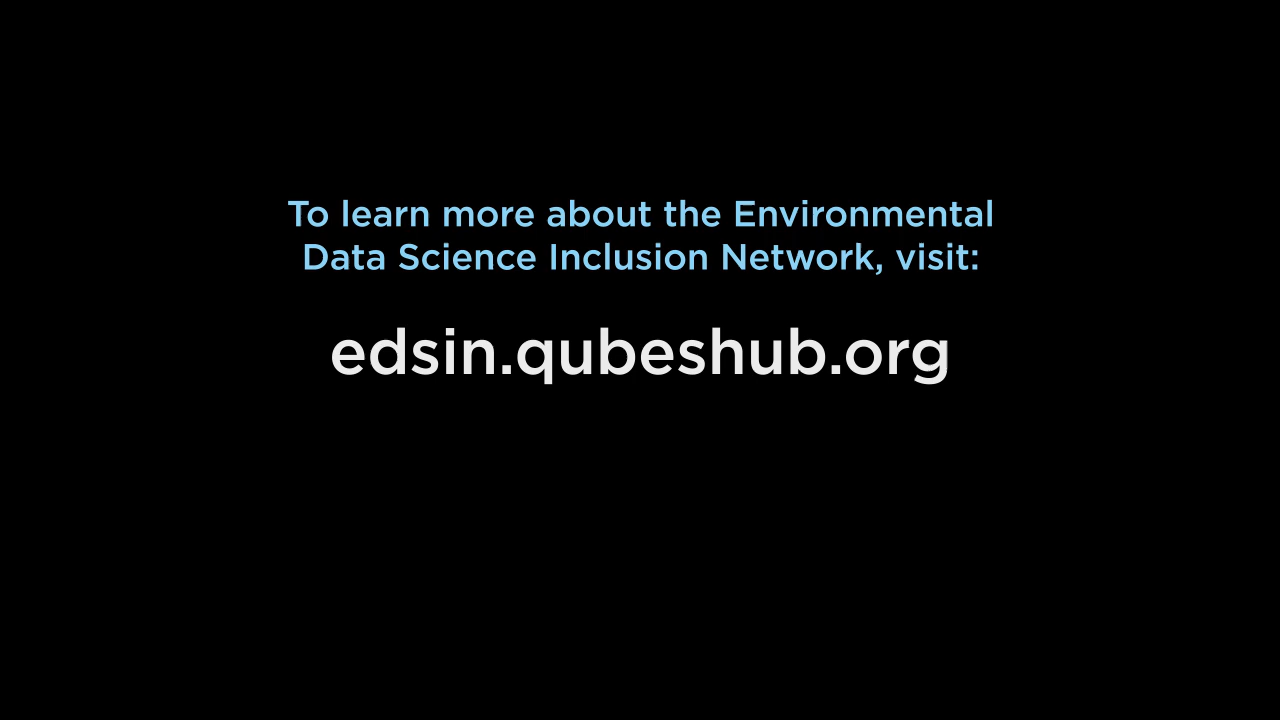 To learn more about the Environmental
Data Science Inclusion Network, visit:
edsin.qubeshub.org